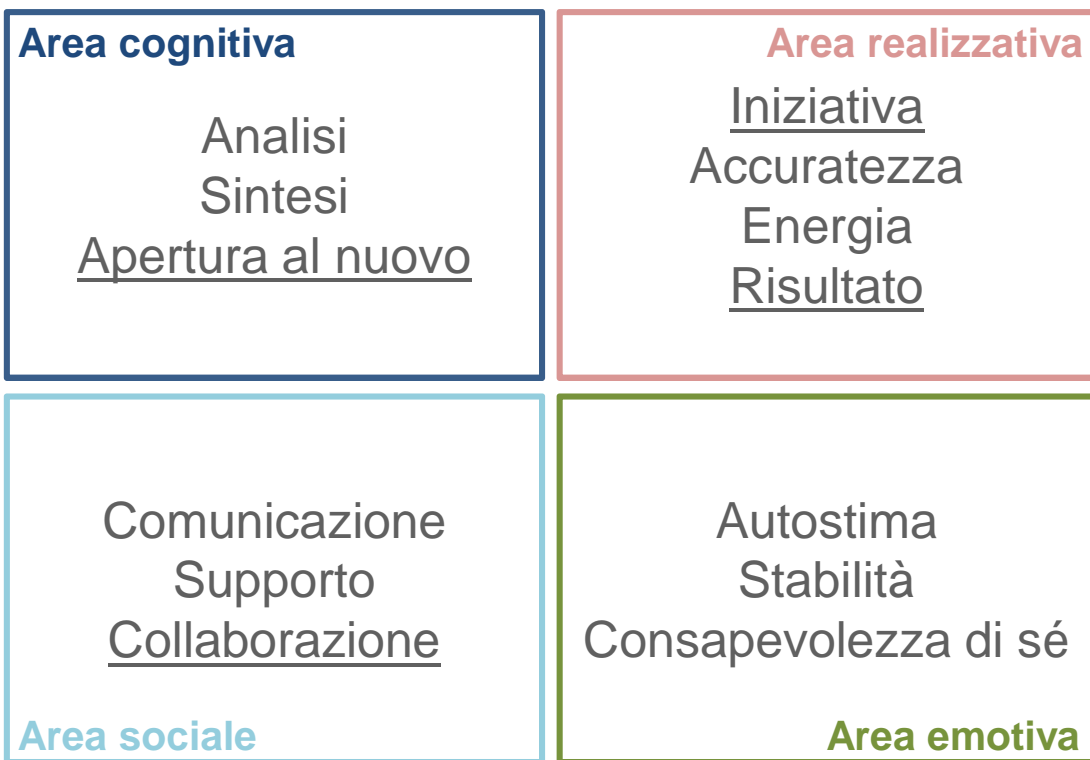 Area cognitiva
Analisi
Sintesi
Apertura al nuovo
Area realizzativa
Iniziativa
Accuratezza
Energia
Risultato
Comunicazione
Supporto
Collaborazione
Area sociale
Autostima
Stabilità
Consapevolezza di sé
Area emotiva